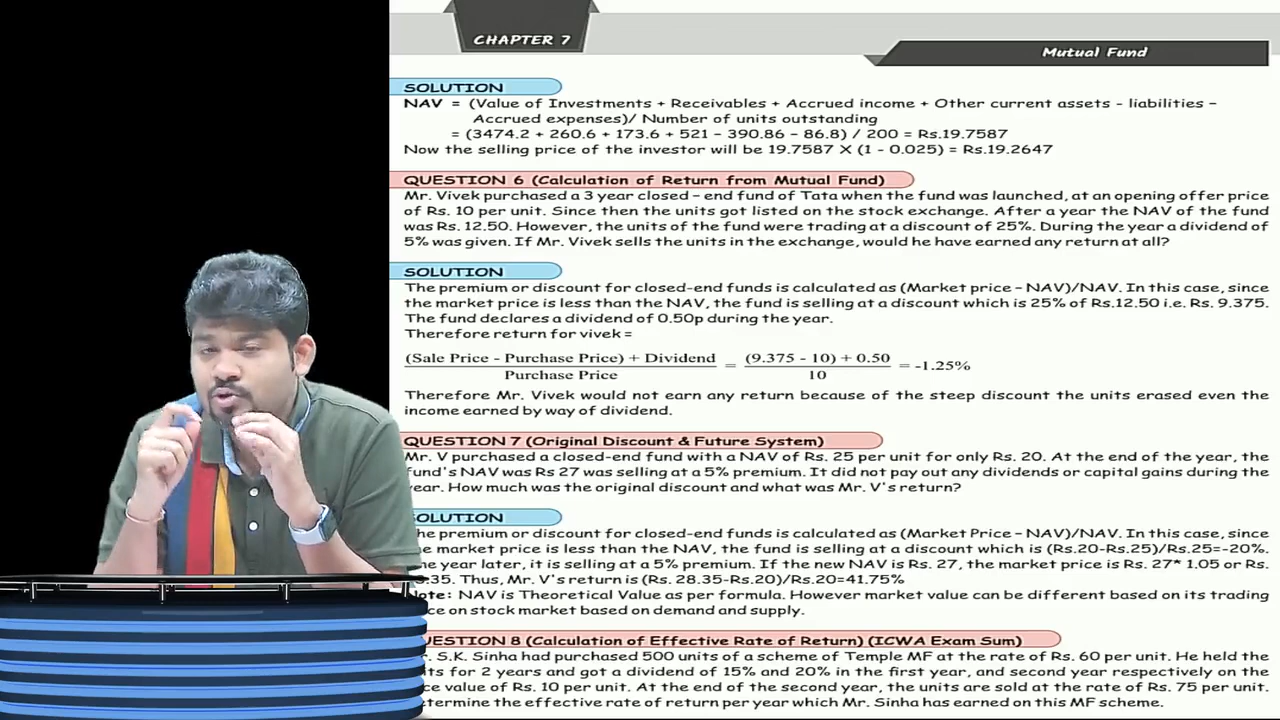 CHAPTER 7
Mutual Fund
SOLUTION
NAV = (Value of Investments + Receivables + Accrued income + Other current assets - liabilities –
Accrued expenses)/ Number of units outstanding
= (3474.2 + 260.6 + 173.6 + 521 – 390.86 – 86.8) / 200 = Rs.19.7587
Now the selling price of the investor will be 19.7587 X (1 - 0.025) = Rs.19.2647
QUESTION 6 (Calculation of Return from Mutual Fund)
Mr. Vivek purchased a 3 year closed – end fund of Tata when the fund was launched, at an opening offer price
of Rs. 10 per unit. Since then the units got listed on the stock exchange. After a year the NAV of the fund
was Rs. 12.50. However, the units of the fund were trading at a discount of 25%. During the year a dividend of
5% was given. If Mr. Vivek sells the units in the exchange, would he have earned any return at all?
SOLUTION
The premium or discount for closed-end funds is calculated as (Market price – NAV)/NAV. In this case, since
the market price is less than the NAV, the fund is selling at a discount which is 25% of Rs.12.50 i.e. Rs. 9.375.
The fund declares a dividend of 0.50p during the year.
Therefore return for vivek =
(Sale Price - Purchase Price) + Dividend / Purchase Price = (9.375 - 10) + 0.50 / 10 = -1.25%
Therefore Mr. Vivek would not earn any return because of the steep discount the units erased even the
income earned by way of dividend.
QUESTION 7 (Original Discount & Future System)
Mr. V purchased a closed-end fund with a NAV of Rs. 25 per unit for only Rs. 20. At the end of the year, the
fund's NAV was Rs 27 was selling at a 5% premium. It did not pay out any dividends or capital gains during the
ear. How much was the original discount and what was Mr. V's return?
OLUTION
he premium or discount for closed-end funds is calculated as (Market Price – NAV)/NAV. In this case, since
e market price is less than the NAV, the fund is selling at a discount which is (Rs.20-Rs.25)/Rs.25=-20%.
ne year later, it is selling at a 5% premium. If the new NAV is Rs. 27, the market price is Rs. 27* 1.05 or Rs.
.35. Thus, Mr. V's return is (Rs. 28.35-Rs.20)/Rs.20=41.75%
ote: NAV is Theoretical Value as per formula. However market value can be different based on its trading
ce on stock market based on demand and supply.
UESTION 8 (Calculation of Effective Rate of Return) (ICWA Exam Sum)
r. S.K. Sinha had purchased 500 units of a scheme of Temple MF at the rate of Rs. 60 per unit. He held the
ts for 2 years and got a dividend of 15% and 20% in the first year, and second year respectively on the
ce value of Rs. 10 per unit. At the end of the second year, the units are sold at the rate of Rs. 75 per unit.
etermine the effective rate of return per year which Mr. Sinha has earned on this MF scheme.